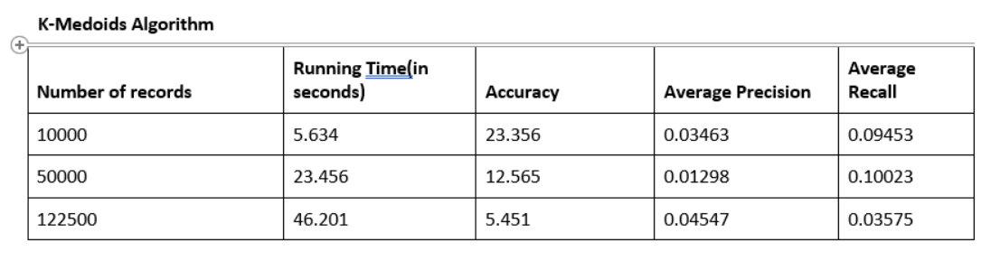 K-Medoids Algorithm
Number of records Running Time(in seconds) Accuracy Average Precision Average Recall
10000 5.634 23.356 0.03463 0.09453
50000 23.456 12.565 0.01298 0.10023
122500 46.201 5.451 0.04547 0.03575